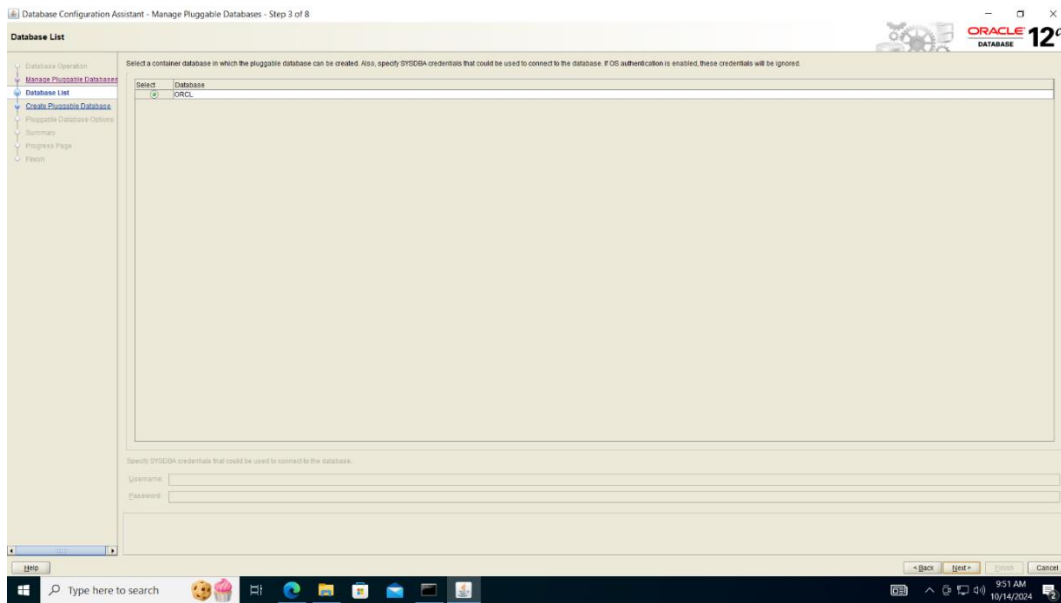 Database Configuration Assistant - Manage Pluggable Databases - Step 3 of 8
Database List
ORACLE 12c
DATABASE
Database Operation
Manage Pluggable Databases
Database List
Create Pluggable Database
Pluggable Database Options
Summary
Progress Page
Finish
Select a container database in which the pluggable database can be created. Also, specify SYSDBA credentials that could be used to connect to the database. If OS authentication is enabled, these credentials will be ignored.
Select Database
ORCL
Specify SYSDBA credentials that could be used to connect to the database.
Username:
Password:
Help
< Back Next > Finish Cancel
Type here to search
9:51 AM
10/14/2024